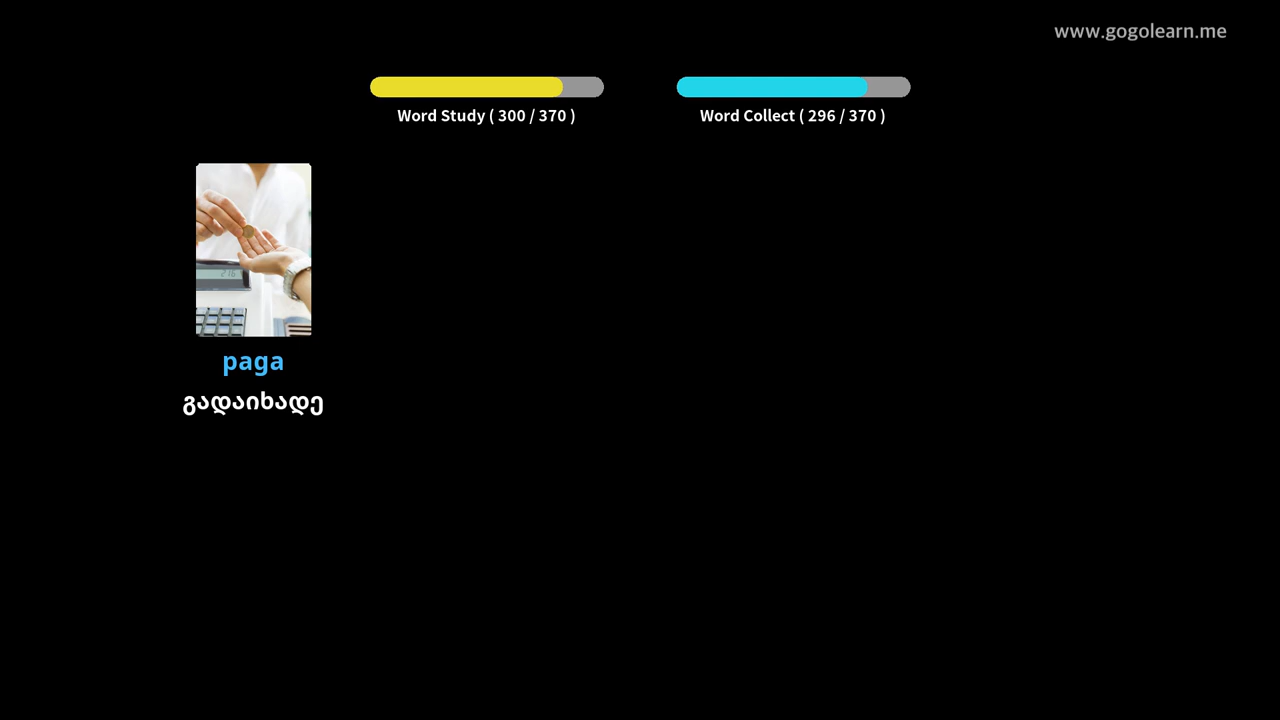 www.gogolearn.me
Word Study ( 300 / 370 )
Word Collect ( 296 / 370 )
paga
გადაიხადე